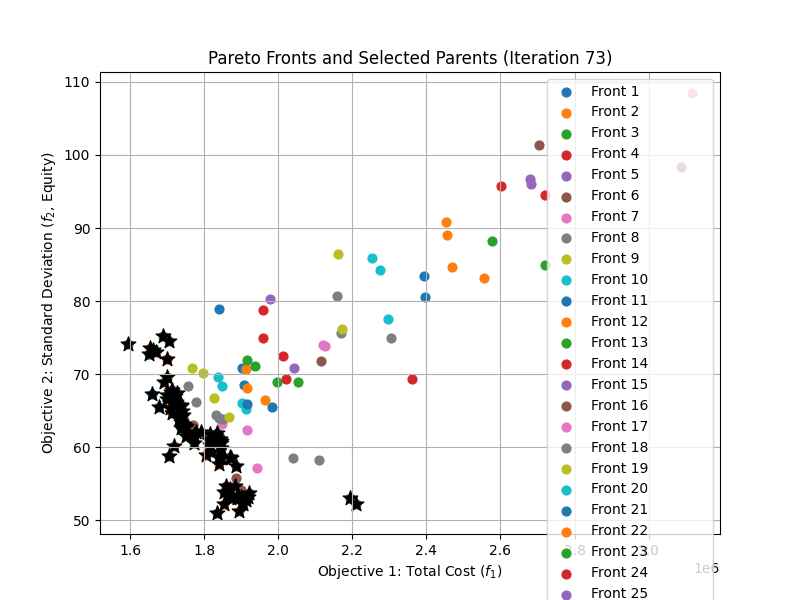 Pareto Fronts and Selected Parents (Iteration 73)
110
100
90
80
70
60
50
Objective 2: Standard Deviation (f2, Equity)
1.6 1.8 2.0 2.2 2.4 2.6 2.8 3.0
1e6
Objective 1: Total Cost (f1)
Front 1
Front 2
Front 3
Front 4
Front 5
Front 6
Front 7
Front 8
Front 9
Front 10
Front 11
Front 12
Front 13
Front 14
Front 15
Front 16
Front 17
Front 18
Front 19
Front 20
Front 21
Front 22
Front 23
Front 24
Front 25